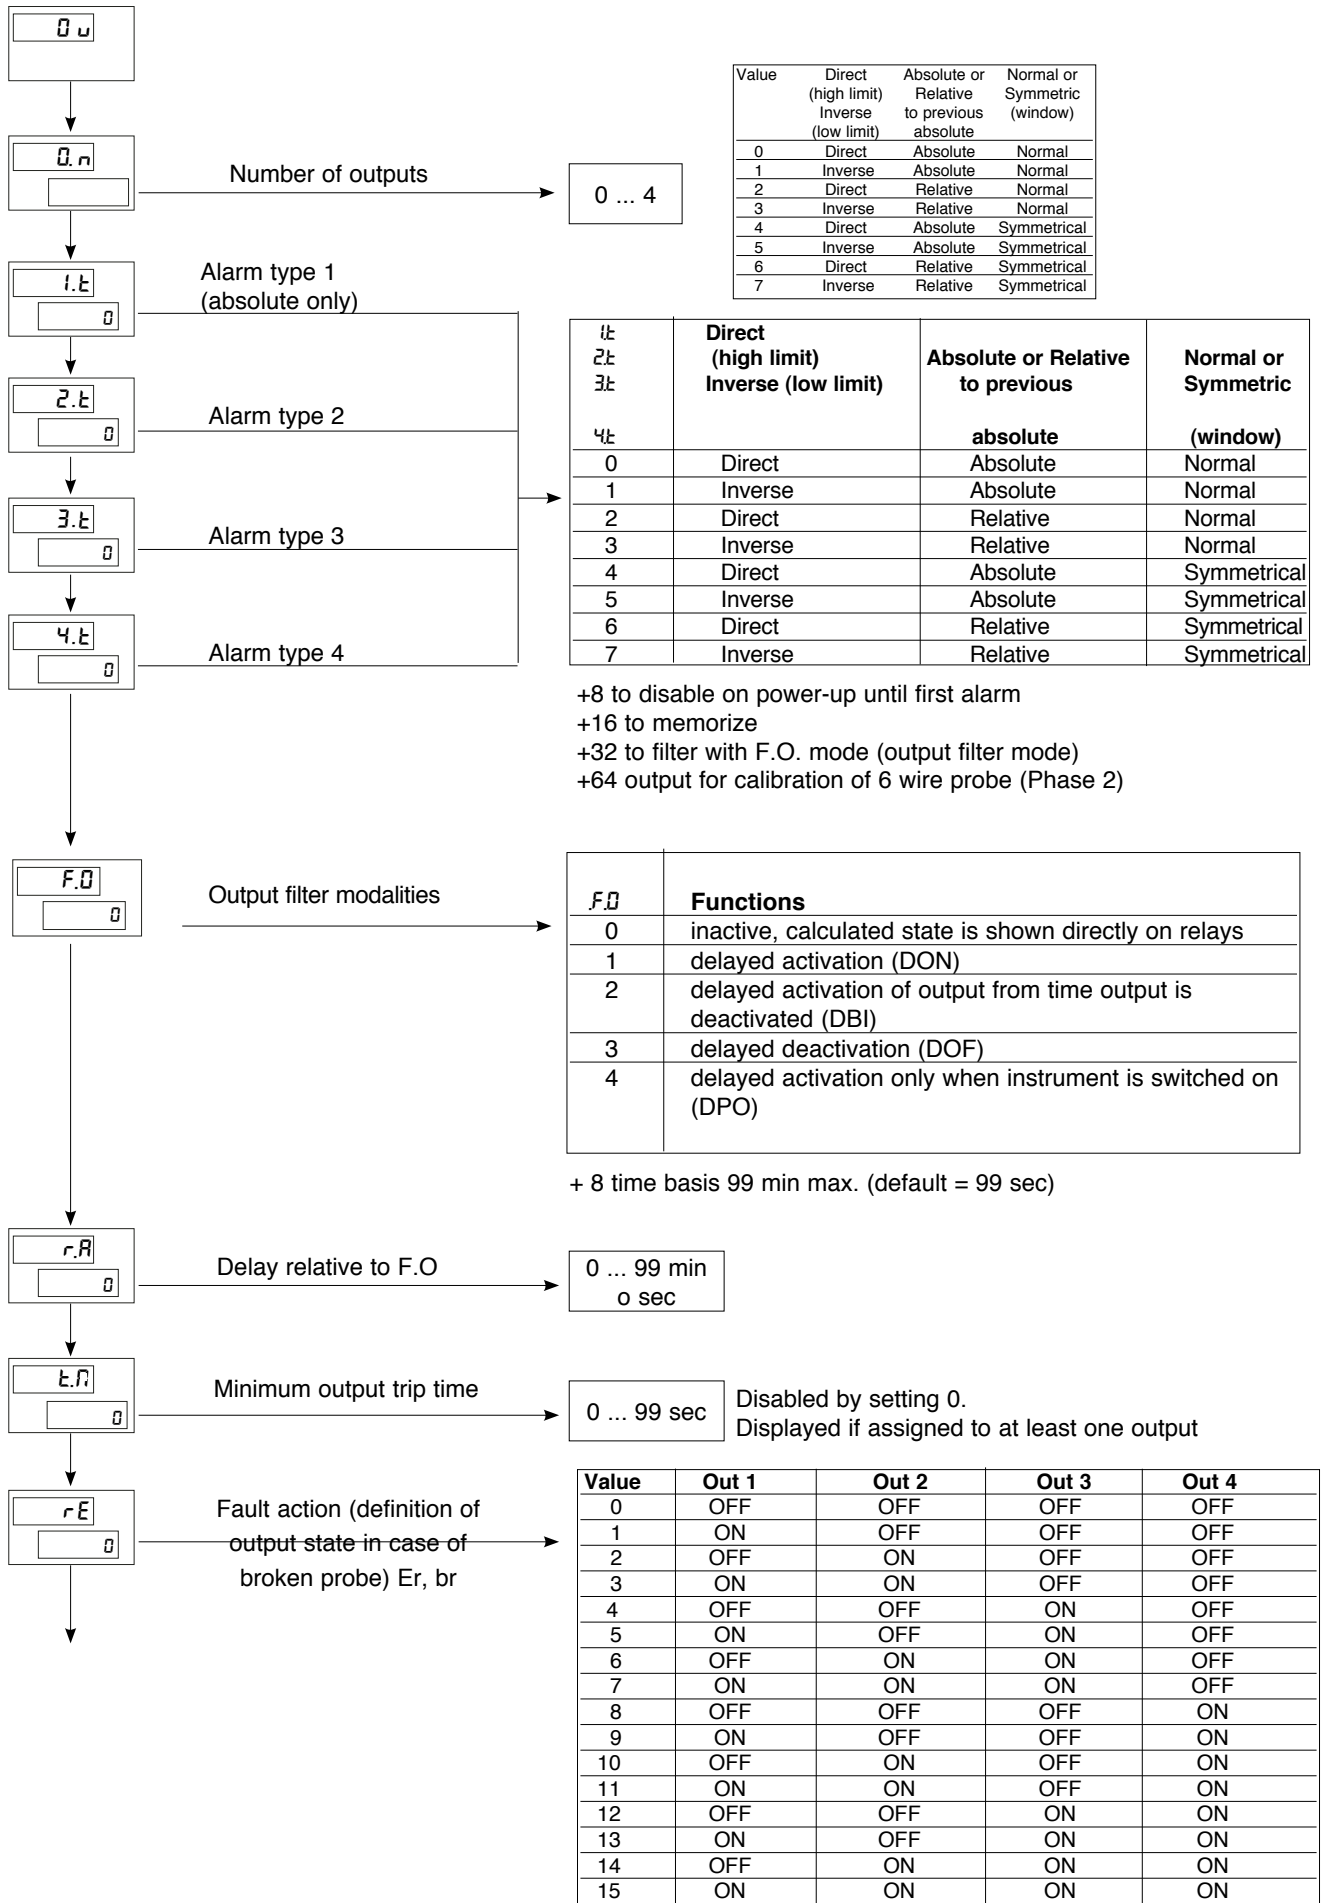 0 u
0. n
Number of outputs
0 ... 4
Value Direct Absolute or Normal or
(high limit) Relative Symmetric
Inverse to previous (window)
(low limit) absolute
0 Direct Absolute Normal
1 Inverse Absolute Normal
2 Direct Relative Normal
3 Inverse Relative Normal
4 Direct Absolute Symmetrical
5 Inverse Absolute Symmetrical
6 Direct Relative Symmetrical
7 Inverse Relative Symmetrical
1.t
0
Alarm type 1
(absolute only)
2.t
0
Alarm type 2
3.t
0
Alarm type 3
4.t
0
Alarm type 4
1.t Direct
2.t (high limit) Absolute or Relative Normal or
3.t Inverse (low limit) to previous Symmetric
4.t absolute (window)
0 Direct Absolute Normal
1 Inverse Absolute Normal
2 Direct Relative Normal
3 Inverse Relative Normal
4 Direct Absolute Symmetrical
5 Inverse Absolute Symmetrical
6 Direct Relative Symmetrical
7 Inverse Relative Symmetrical
+8 to disable on power-up until first alarm
+16 to memorize
+32 to filter with F.O. mode (output filter mode)
+64 output for calibration of 6 wire probe (Phase 2)
F.0
0
Output filter modalities
.F.0 Functions
0 inactive, calculated state is shown directly on relays
1 delayed activation (DON)
2 delayed activation of output from time output is
deactivated (DBI)
3 delayed deactivation (DOF)
4 delayed activation only when instrument is switched on
(DPO)
+ 8 time basis 99 min max. (default = 99 sec)
r.A
0
Delay relative to F.O
0 ... 99 min
o sec
t.M
0
Minimum output trip time
0 ... 99 sec
Disabled by setting 0.
Displayed if assigned to at least one output
rE
0
Fault action (definition of
output state in case of
broken probe) Er, br
Value Out 1 Out 2 Out 3 Out 4
0 OFF OFF OFF OFF
1 ON OFF OFF OFF
2 OFF ON OFF OFF
3 ON ON OFF OFF
4 OFF OFF ON OFF
5 ON OFF ON OFF
6 OFF ON ON OFF
7 ON ON ON OFF
8 OFF OFF OFF ON
9 ON OFF OFF ON
10 OFF ON OFF ON
11 ON ON OFF ON
12 OFF OFF ON ON
13 ON OFF ON ON
14 OFF ON ON ON
15 ON ON ON ON